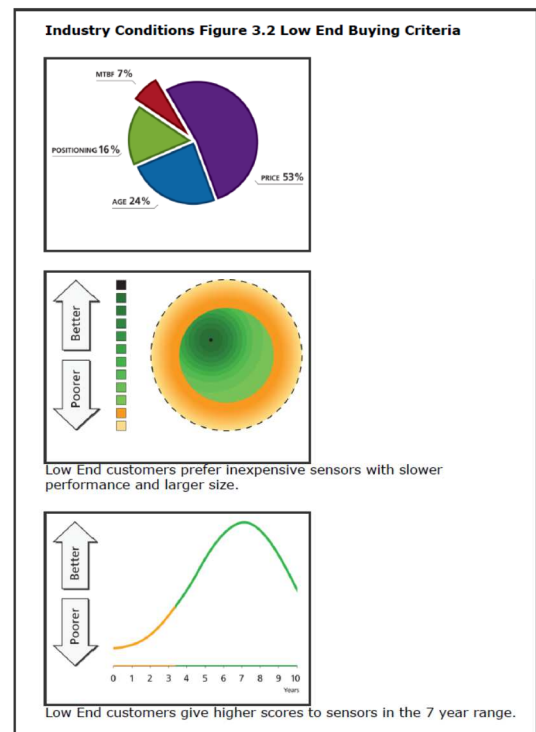 Industry Conditions Figure 3.2 Low End Buying Criteria
MTBF 7%
POSITIONING 16%
PRICE 53%
AGE 24%
Better
Poorer
Low End customers prefer inexpensive sensors with slower
performance and larger size.
Better
Poorer
0 1 2 3 4 5 6 7 8 9 10
Years
Low End customers give higher scores to sensors in the 7 year range.